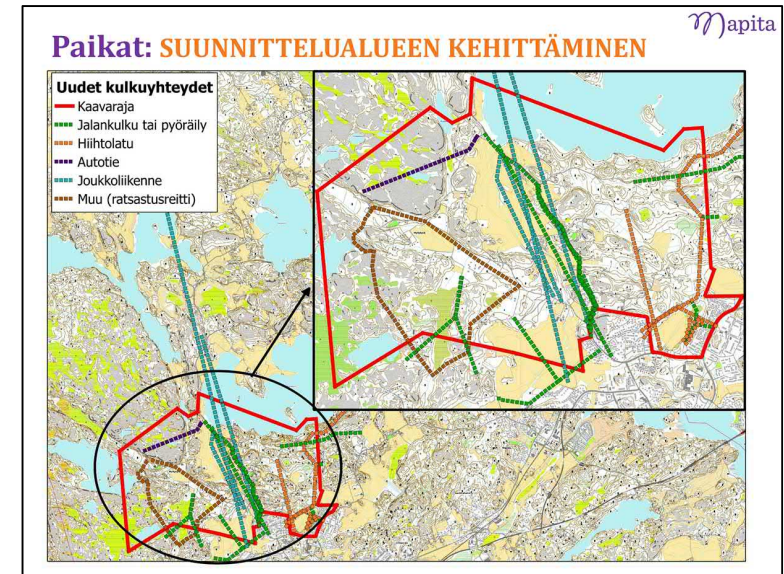 Mapita
Paikat: SUUNNITTELUALUEEN KEHITTÄMINEN
Uudet kulkuyhteydet
Kaavaraja
Jalankulku tai pyöräily
Hiihtolatu
Autotie
Joukkoliikenne
Muu (ratsastusreitti)